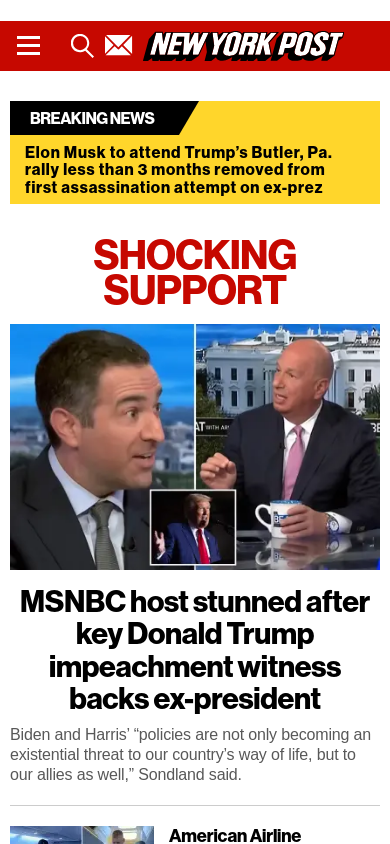 NEW YORK POST
BREAKING NEWS
Elon Musk to attend Trump’s Butler, Pa.
rally less than 3 months removed from
first assassination attempt on ex-prez
SHOCKING
SUPPORT
MSNBC host stunned after
key Donald Trump
impeachment witness
backs ex-president
Biden and Harris’ “policies are not only becoming an
existential threat to our country’s way of life, but to
our allies as well,” Sondland said.
American Airline